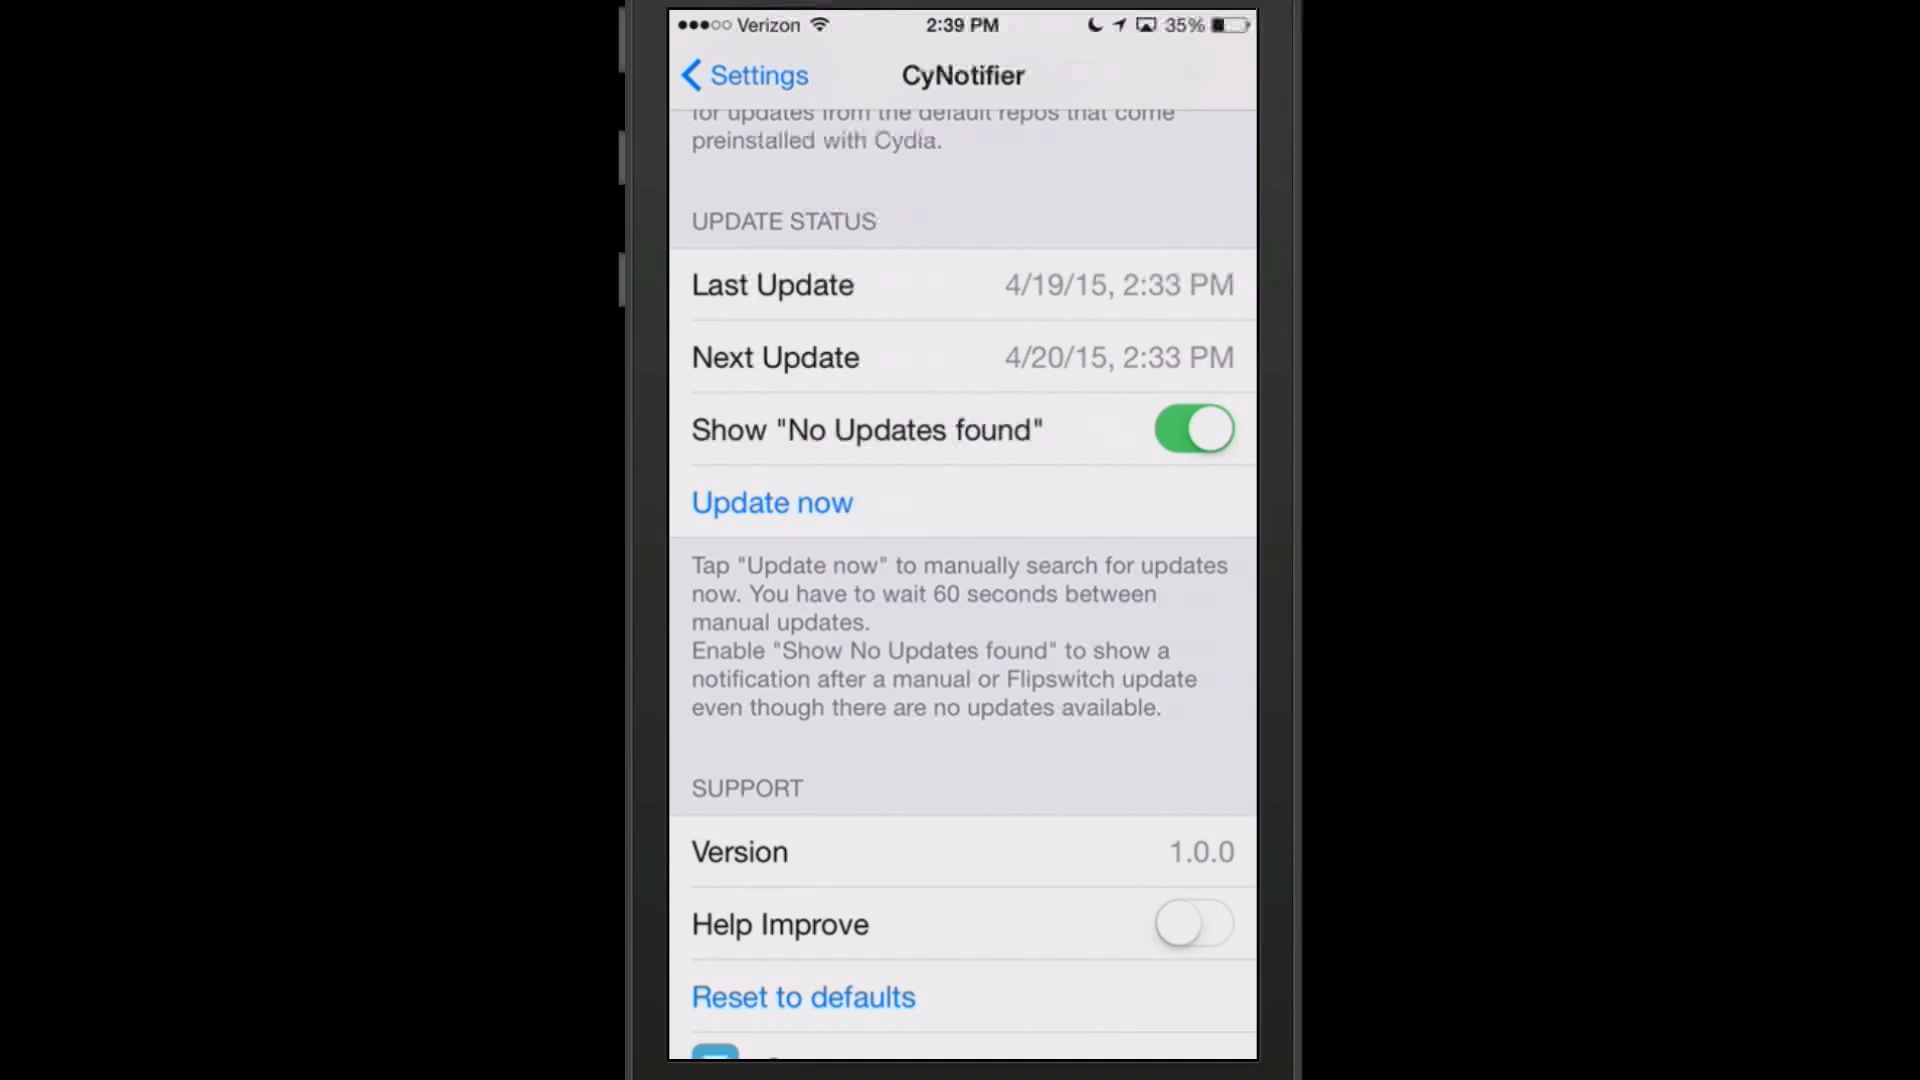 Verizon 2:39 PM 35%
Settings CyNotifier
for updates from the default repos that come
preinstalled with Cydia.
UPDATE STATUS
Last Update 4/19/15, 2:33 PM
Next Update 4/20/15, 2:33 PM
Show "No Updates found"
Update now
Tap "Update now" to manually search for updates
now. You have to wait 60 seconds between
manual updates.
Enable "Show No Updates found" to show a
notification after a manual or Flipswitch update
even though there are no updates available.
SUPPORT
Version 1.0.0
Help Improve
Reset to defaults